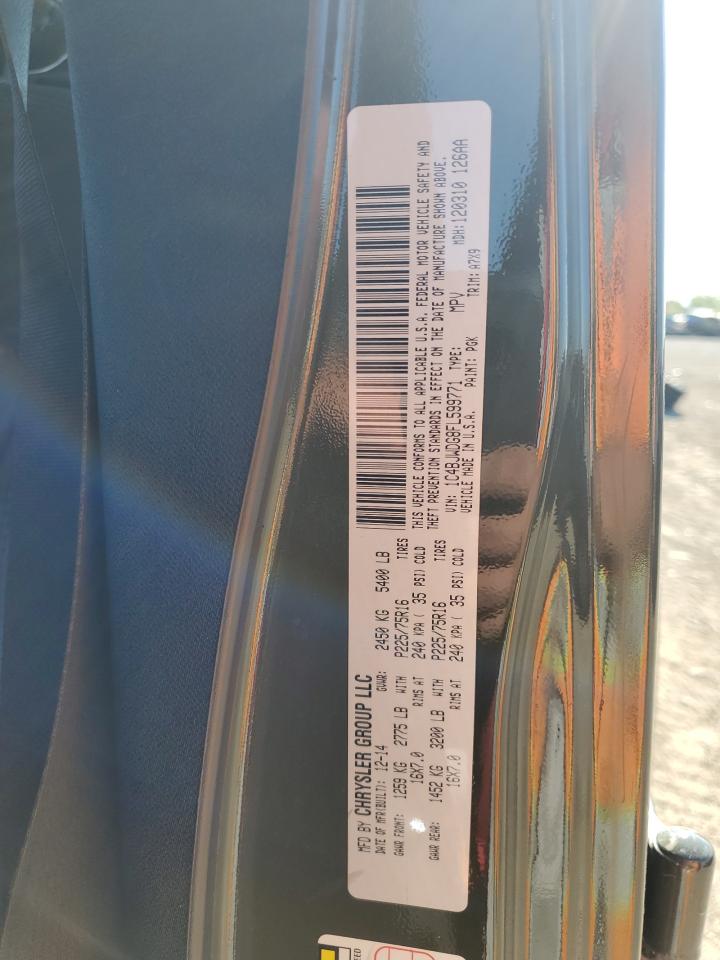 MFD BY CHRYSLER GROUP LLC
DATE OF MFR(BUILT): 12-14 GVWR: 2450 KG 5400 LB
GAWR FRONT: 1259 KG 2775 LB WITH P225/75R16 TIRES
16X7.0 RIMS AT 240 KPA ( 35 PSI) COLD
GAWR REAR: 1452 KG 3200 LB WITH P225/75R16 TIRES
16X7.0 RIMS AT 240 KPA ( 35 PSI) COLD
THIS VEHICLE CONFORMS TO ALL APPLICABLE U.S.A. FEDERAL MOTOR VEHICLE SAFETY AND
THEFT PREVENTION STANDARDS IN EFFECT ON THE DATE OF MANUFACTURE SHOWN ABOVE.
VIN: 1C4BJWDG8FL599771 TYPE: MPV MDH: 120310 126AA
VEHICLE MADE IN U.S.A. PAINT: PGK TRIM: A7X9